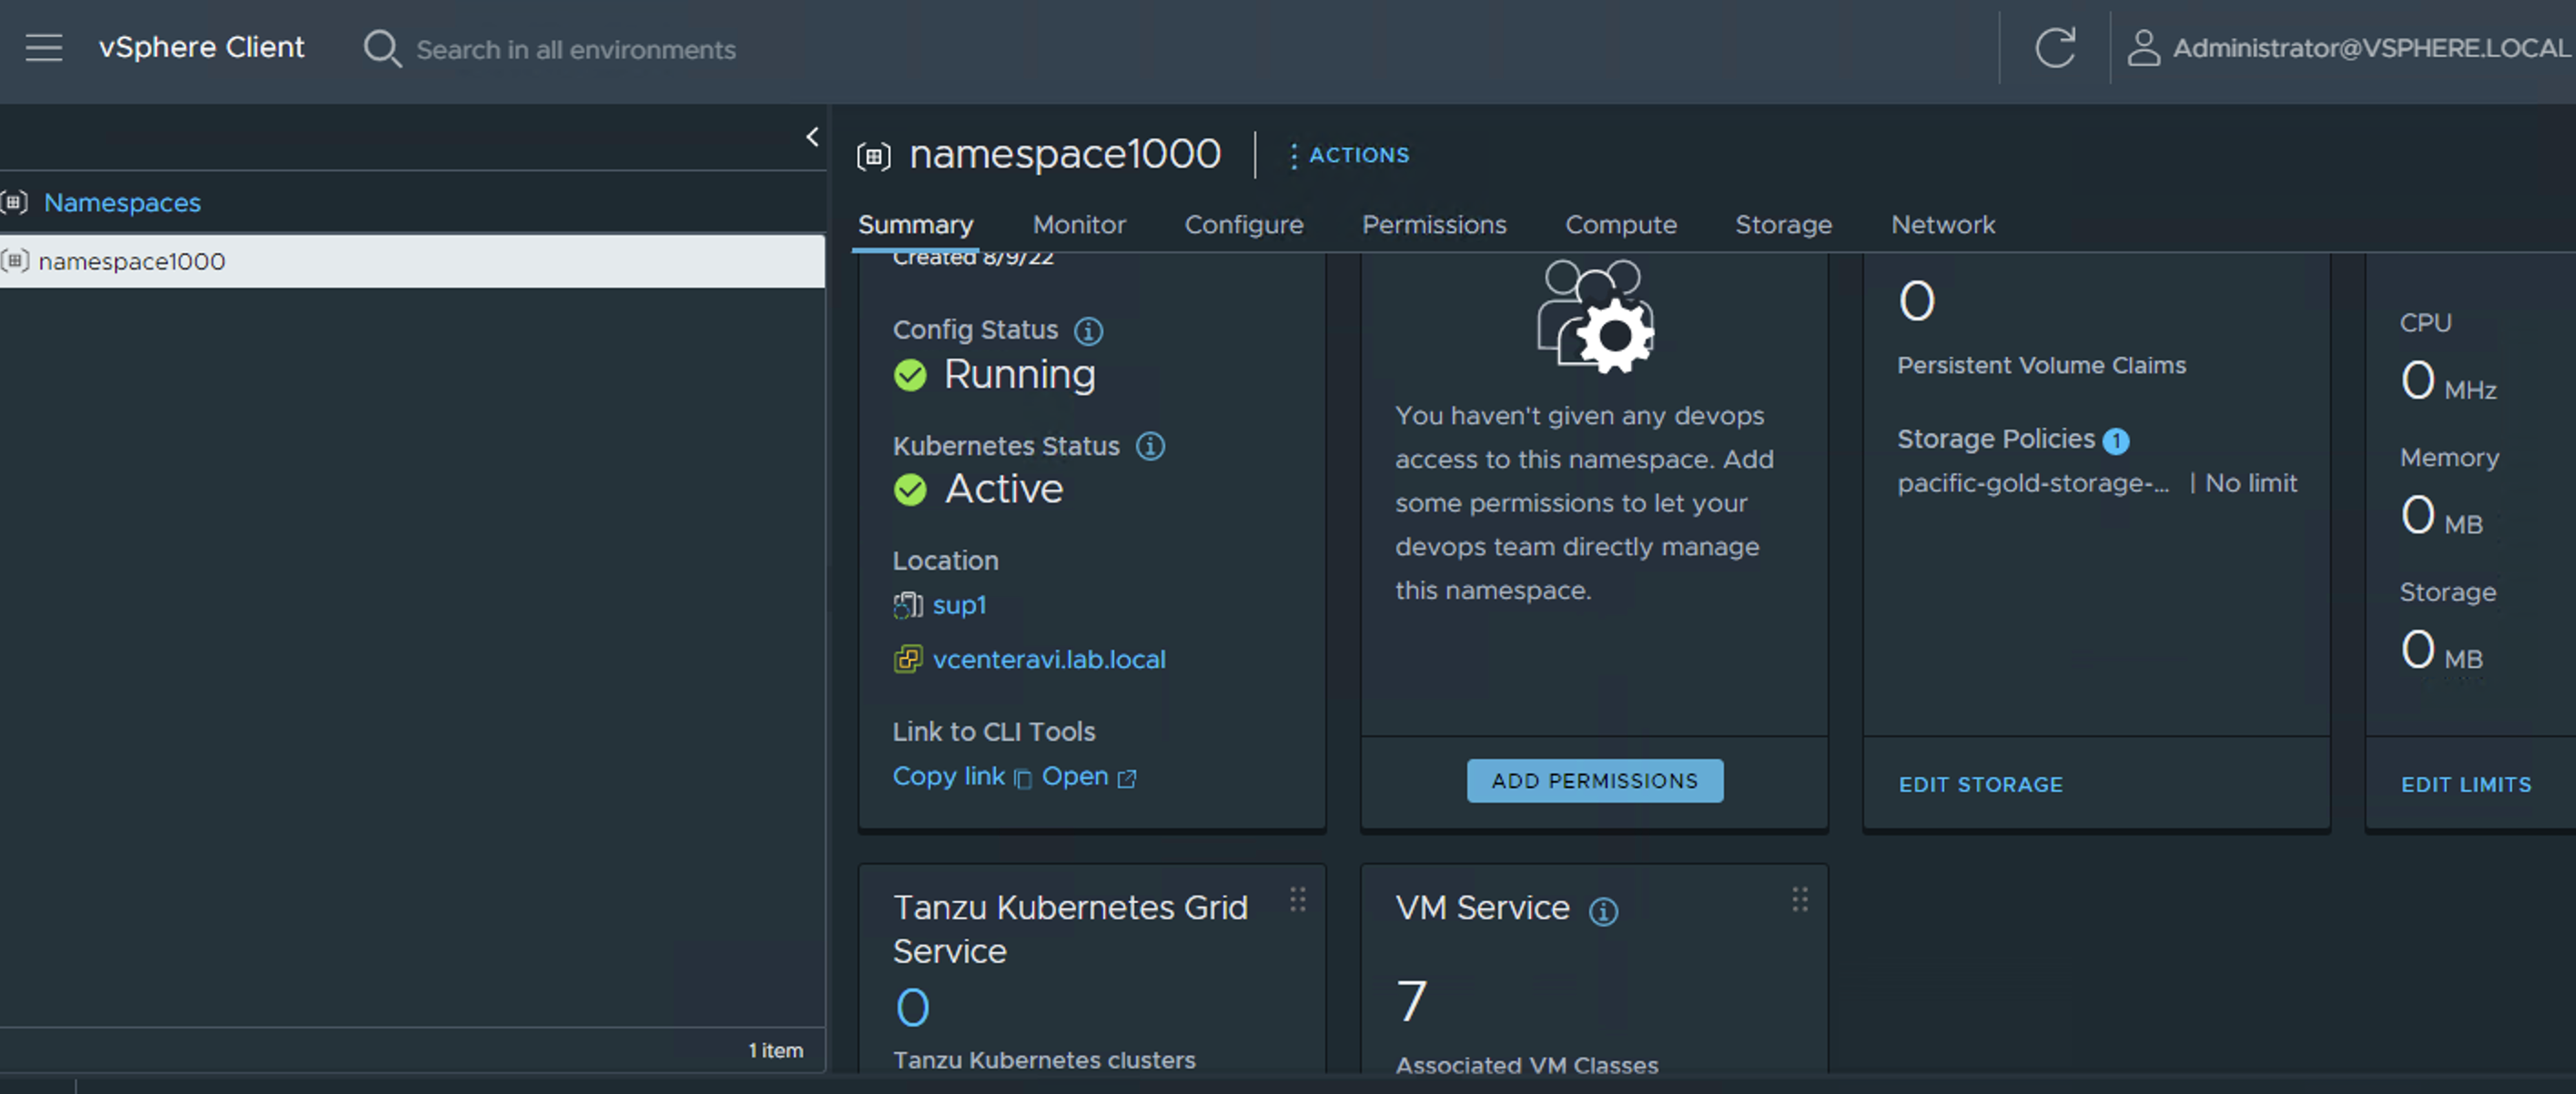 vSphere Client
Search in all environments
Administrator@VSPHERE.LOCAL
Namespaces
namespace1000
1 item
namespace1000
ACTIONS
Summary
Monitor
Configure
Permissions
Compute
Storage
Network
Created 8/9/22
Config Status
Running
Kubernetes Status
Active
Location
sup1
vcenteravi.lab.local
Link to CLI Tools
Copy link Open
You haven't given any devops
access to this namespace. Add
some permissions to let your
devops team directly manage
this namespace.
ADD PERMISSIONS
0
Persistent Volume Claims
Storage Policies 1
pacific-gold-storage-... | No limit
EDIT STORAGE
CPU
0 MHz
Memory
0 MB
Storage
0 MB
EDIT LIMITS
Tanzu Kubernetes Grid
Service
0
Tanzu Kubernetes clusters
VM Service
7
Associated VM Classes